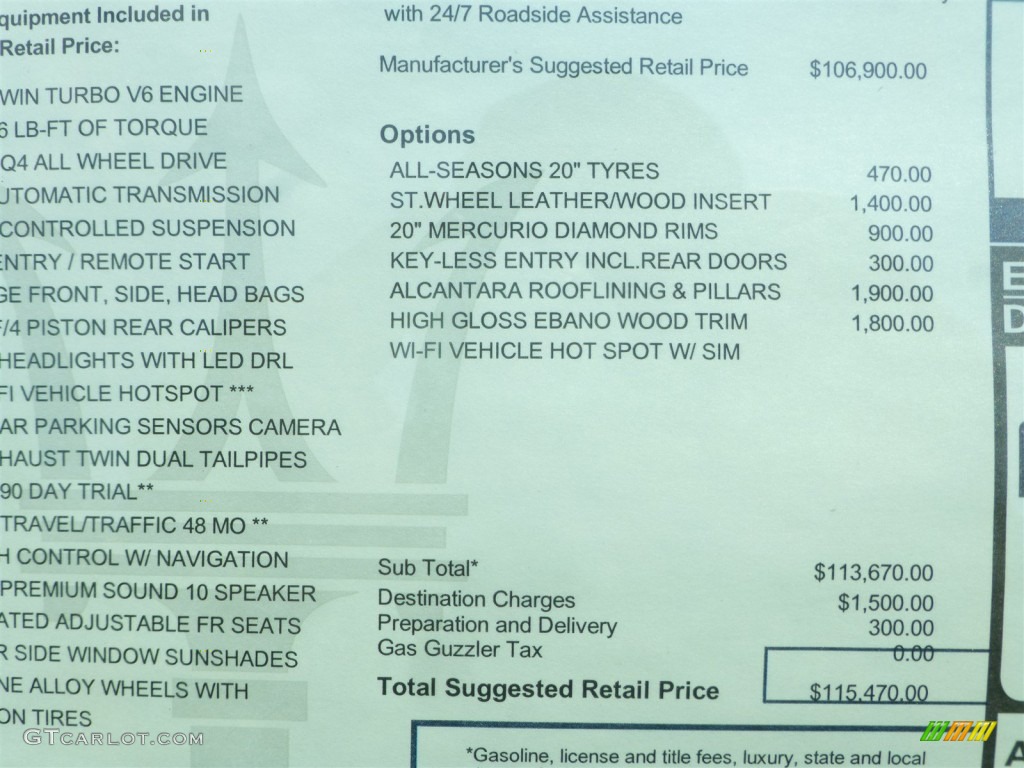 quipment Included in
Retail Price:
WIN TURBO V6 ENGINE
6 LB-FT OF TORQUE
Q4 ALL WHEEL DRIVE
UTOMATIC TRANSMISSION
CONTROLLED SUSPENSION
ENTRY / REMOTE START
GE FRONT, SIDE, HEAD BAGS
F/4 PISTON REAR CALIPERS
HEADLIGHTS WITH LED DRL
FI VEHICLE HOTSPOT ***
AR PARKING SENSORS CAMERA
HAUST TWIN DUAL TAILPIPES
90 DAY TRIAL**
TRAVEL/TRAFFIC 48 MO **
H CONTROL W/ NAVIGATION
PREMIUM SOUND 10 SPEAKER
ATED ADJUSTABLE FR SEATS
R SIDE WINDOW SUNSHADES
NE ALLOY WHEELS WITH
ON TIRES
with 24/7 Roadside Assistance
Manufacturer's Suggested Retail Price $106,900.00
Options
ALL-SEASONS 20" TYRES 470.00
ST.WHEEL LEATHER/WOOD INSERT 1,400.00
20" MERCURIO DIAMOND RIMS 900.00
KEY-LESS ENTRY INCL.REAR DOORS 300.00
ALCANTARA ROOFLINING & PILLARS 1,900.00
HIGH GLOSS EBANO WOOD TRIM 1,800.00
WI-FI VEHICLE HOT SPOT W/ SIM
Sub Total* $113,670.00
Destination Charges $1,500.00
Preparation and Delivery 300.00
Gas Guzzler Tax 0.00
Total Suggested Retail Price $115,470.00
*Gasoline, license and title fees, luxury, state and local
E
D
A
GTCARLOT.COM